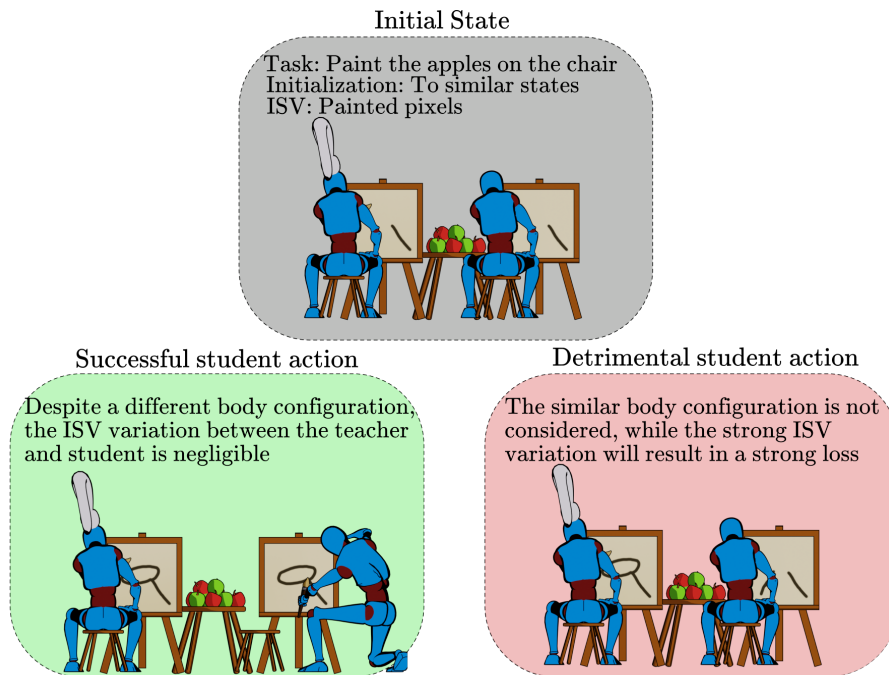 Initial State
Task: Paint the apples on the chair
Initialization: To similar states
ISV: Painted pixels
Successful student action
Despite a different body configuration,
the ISV variation between the teacher
and student is negligible
Detrimental student action
The similar body configuration is not
considered, while the strong ISV
variation will result in a strong loss